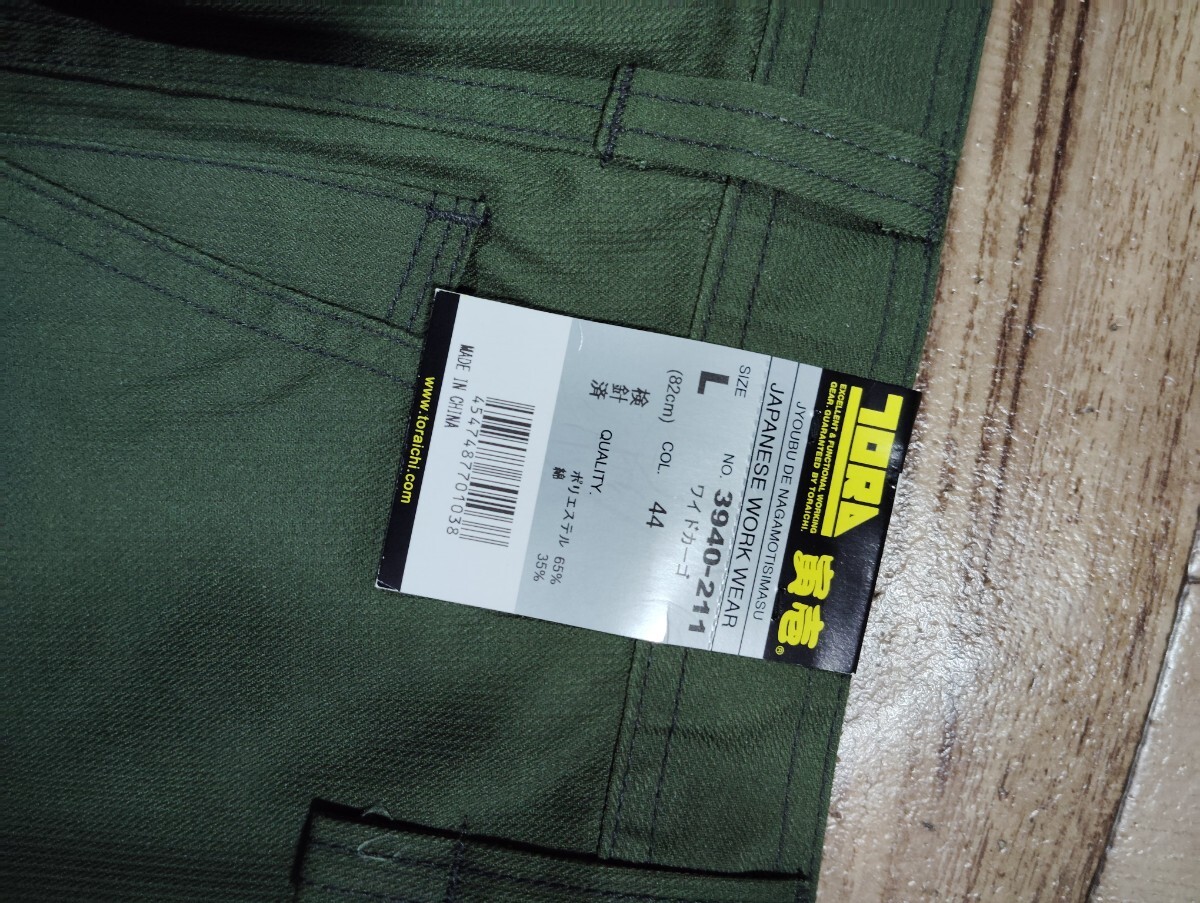 TORA 寅壱®
EXCELLENT & FUNCTIONAL WORKING
GEAR. GUARANTEED BY TORAICHI.
JYOUBU DE NAGAMOTISIMASU
JAPANESE WORK WEAR
SIZE NO. 3940-211
L ワイドカーゴ
(82cm) COL. 44
検針済
QUALITY.
ポリエステル 65%
綿 35%
4547487701038
MADE IN CHINA
www.toraichi.com